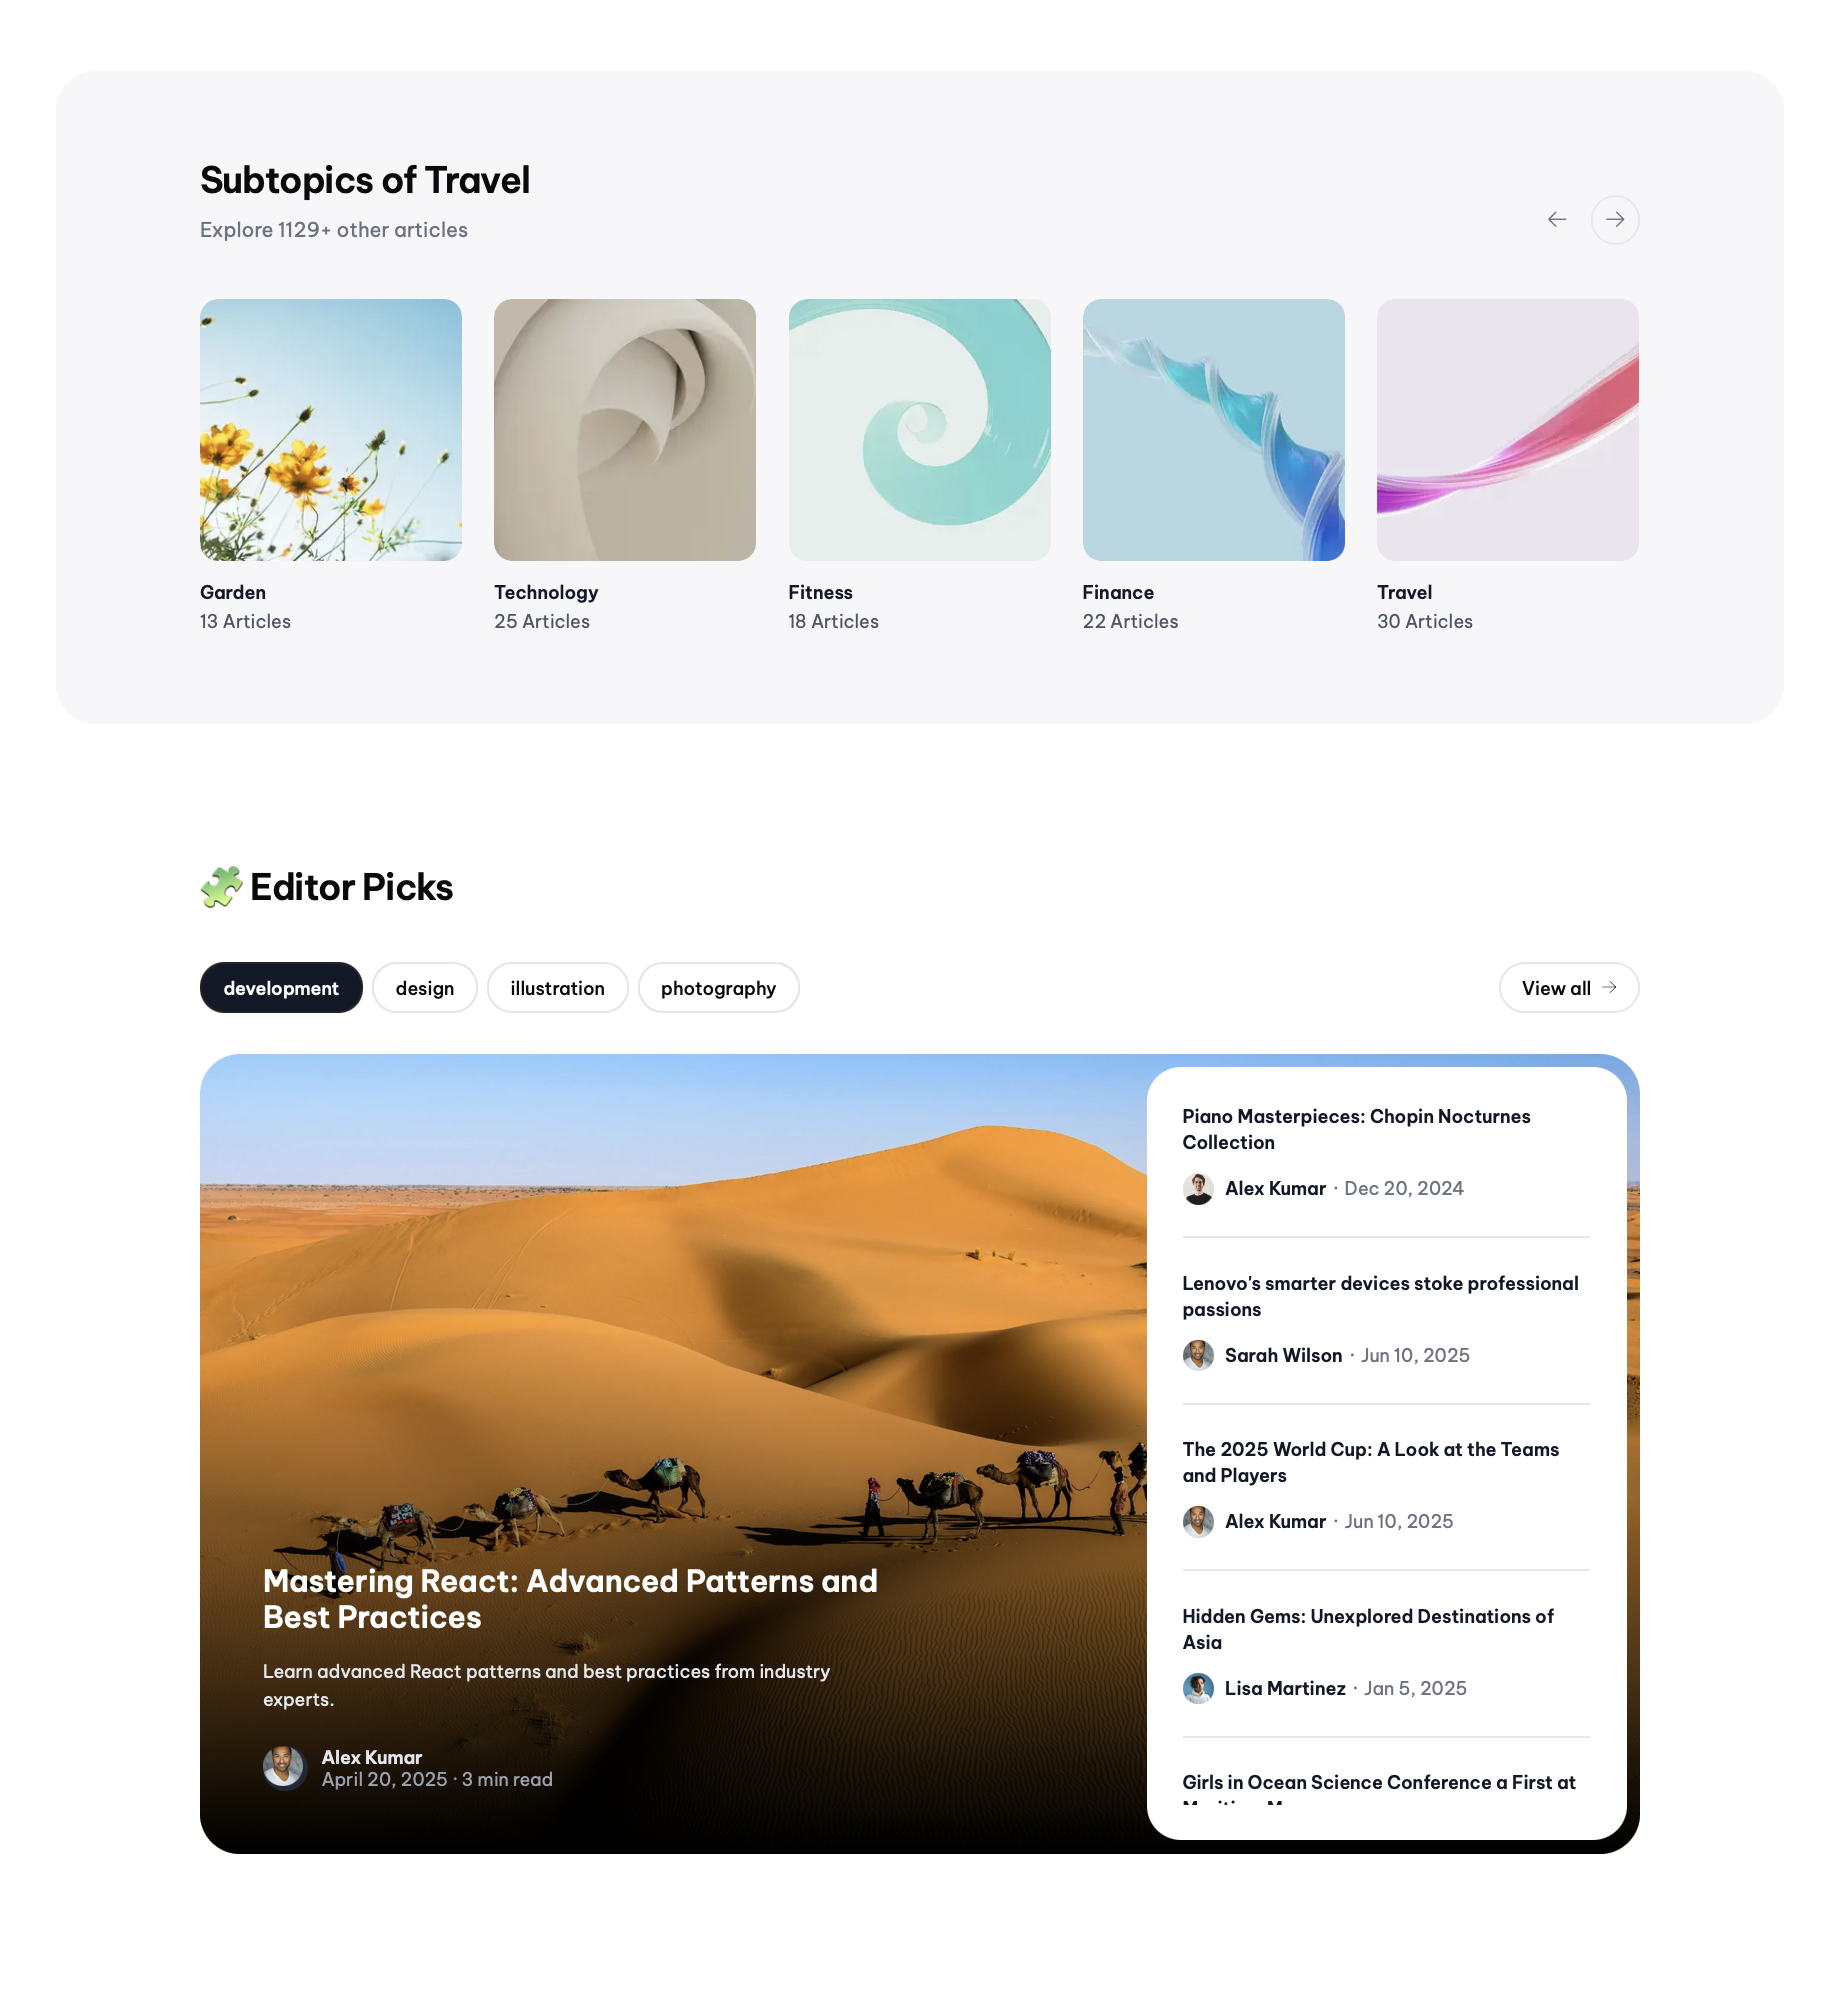 Subtopics of Travel
Explore 1129+ other articles
Garden
13 Articles
Technology
25 Articles
Fitness
18 Articles
Finance
22 Articles
Travel
30 Articles
Editor Picks
development
design
illustration
photography
View all
Mastering React: Advanced Patterns and
Best Practices
Learn advanced React patterns and best practices from industry
experts.
Alex Kumar
April 20, 2025 · 3 min read
Piano Masterpieces: Chopin Nocturnes
Collection
Alex Kumar · Dec 20, 2024
Lenovo's smarter devices stoke professional
passions
Sarah Wilson · Jun 10, 2025
The 2025 World Cup: A Look at the Teams
and Players
Alex Kumar · Jun 10, 2025
Hidden Gems: Unexplored Destinations of
Asia
Lisa Martinez · Jan 5, 2025
Girls in Ocean Science Conference a First at